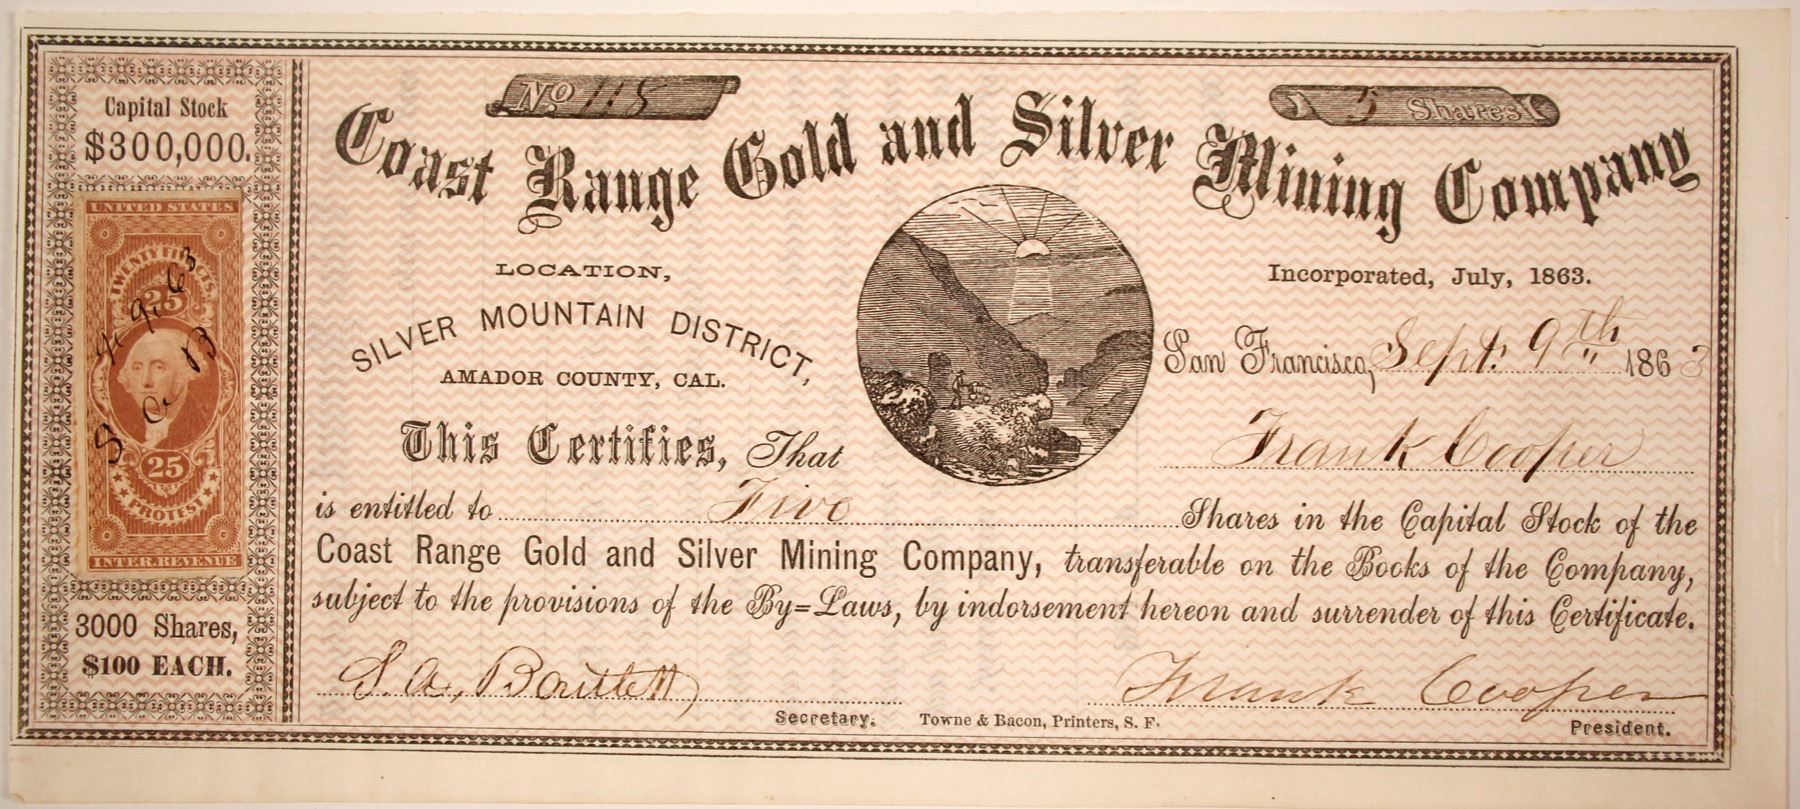 Capital Stock
$300,000.
UNITED STATES
TWENTY FIVE CTS.
25
9. 9. 63
S. A. B
25
PROTEST
INTER. REVENUE
3000 Shares,
$100 EACH.
No 115
5 Shares
Coast Range Gold and Silver Mining Company
LOCATION,
SILVER MOUNTAIN DISTRICT,
AMADOR COUNTY, CAL.
Incorporated, July, 1863.
San Francisco, Sept. 9th 1863
This Certifies, That Frank Cooper
is entitled to Five Shares in the Capital Stock of the
Coast Range Gold and Silver Mining Company, transferable on the Books of the Company,
subject to the provisions of the By=Laws, by indorsement hereon and surrender of this Certificate.
S. A. Bartlett
Secretary.
Towne & Bacon, Printers, S. F.
Frank Cooper
President.